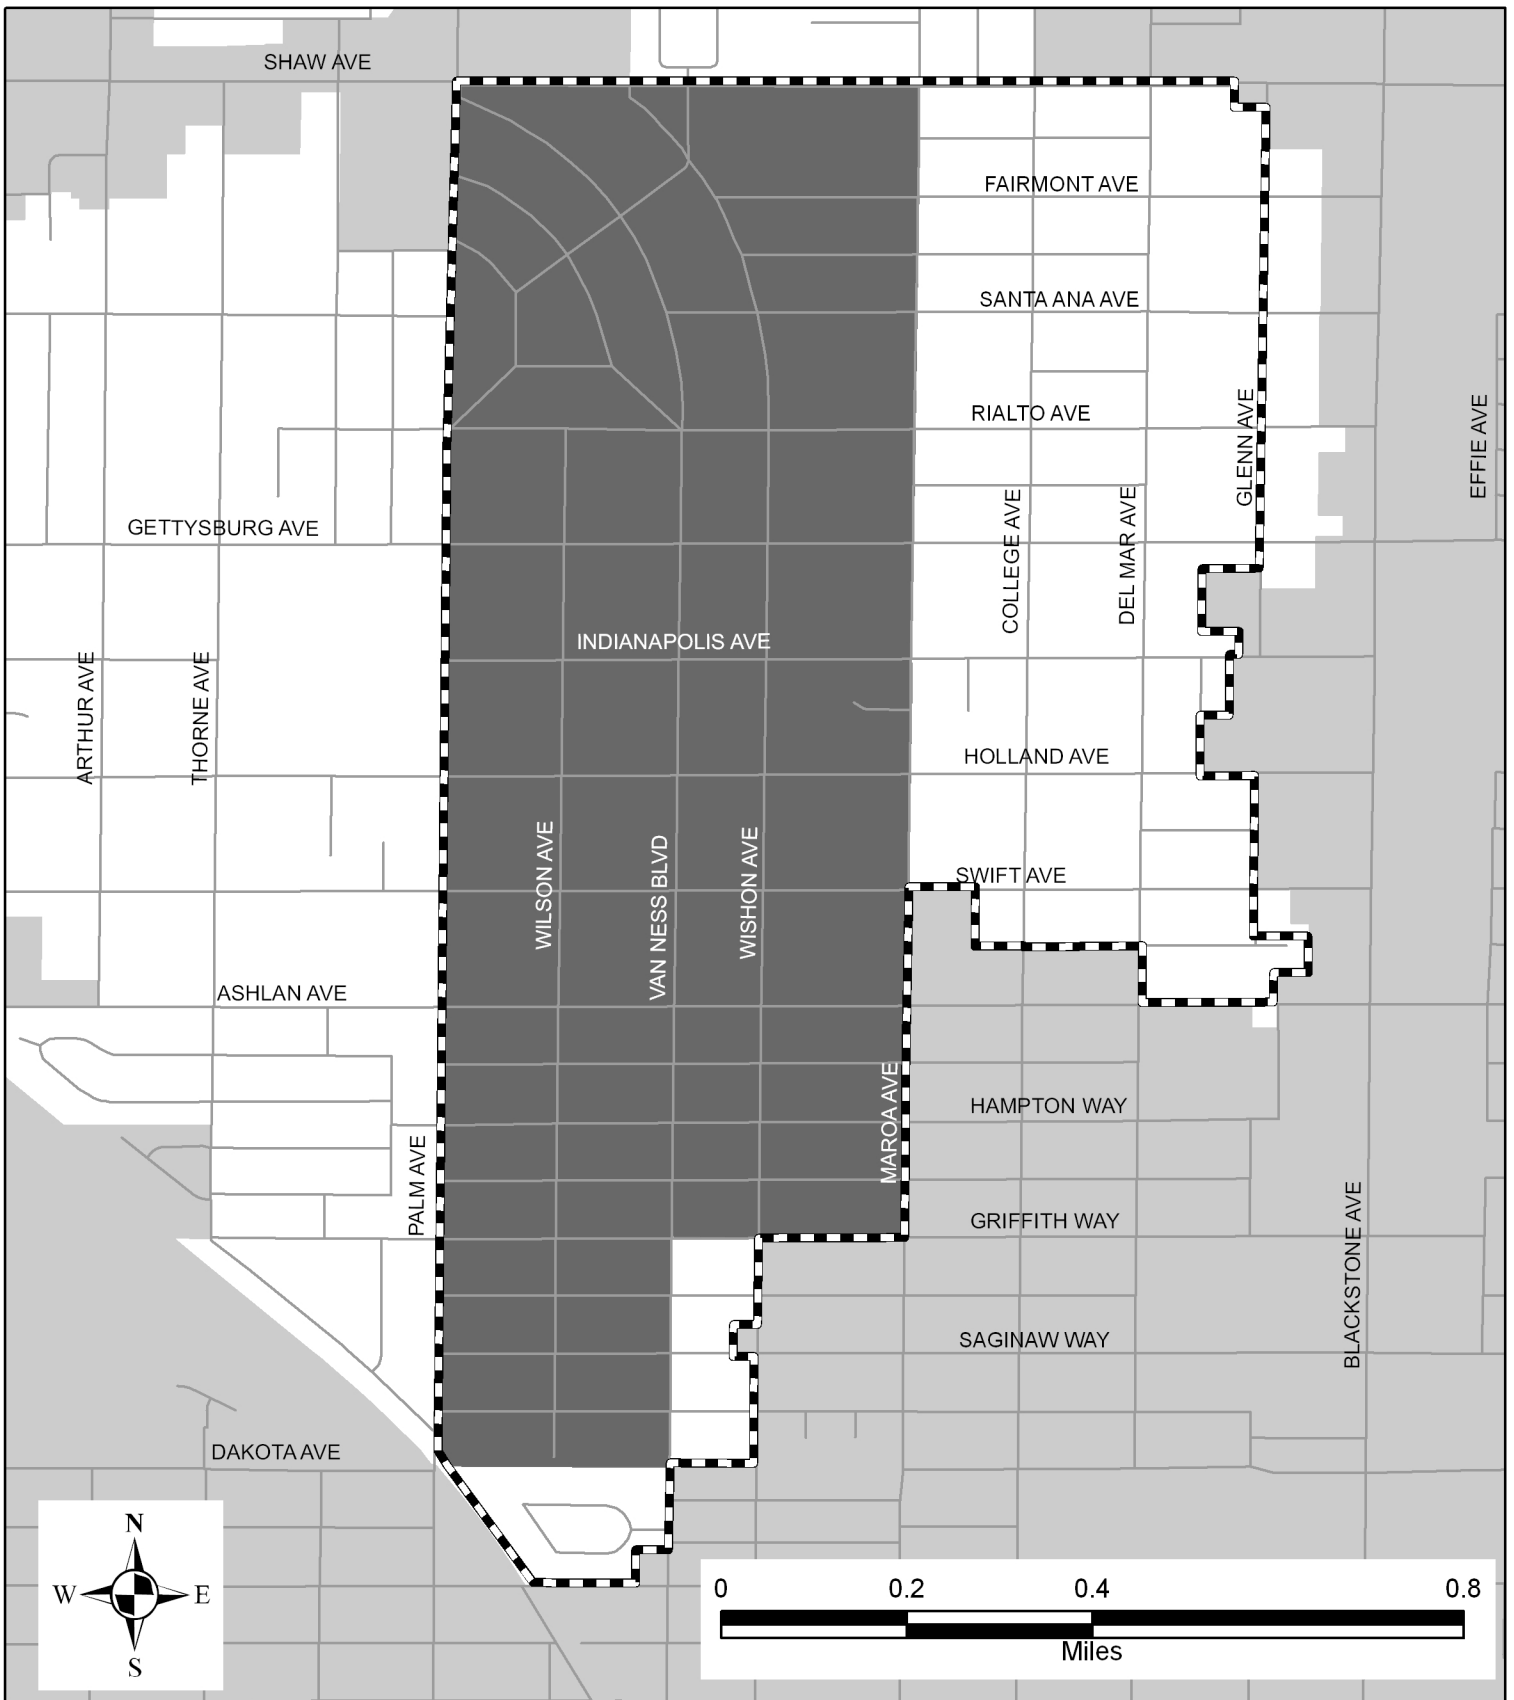 SHAW AVE
FAIRMONT AVE
SANTA ANA AVE
RIALTO AVE
GLENN AVE
EFFIE AVE
GETTYSBURG AVE
COLLEGE AVE
DEL MAR AVE
INDIANAPOLIS AVE
ARTHUR AVE
THORNE AVE
HOLLAND AVE
WILSON AVE
VAN NESS BLVD
WISHON AVE
SWIFT AVE
ASHLAN AVE
MAROA AVE
HAMPTON WAY
PALM AVE
GRIFFITH WAY
BLACKSTONE AVE
SAGINAW WAY
DAKOTA AVE
N
W E
S
0 0.2 0.4 0.8
Miles